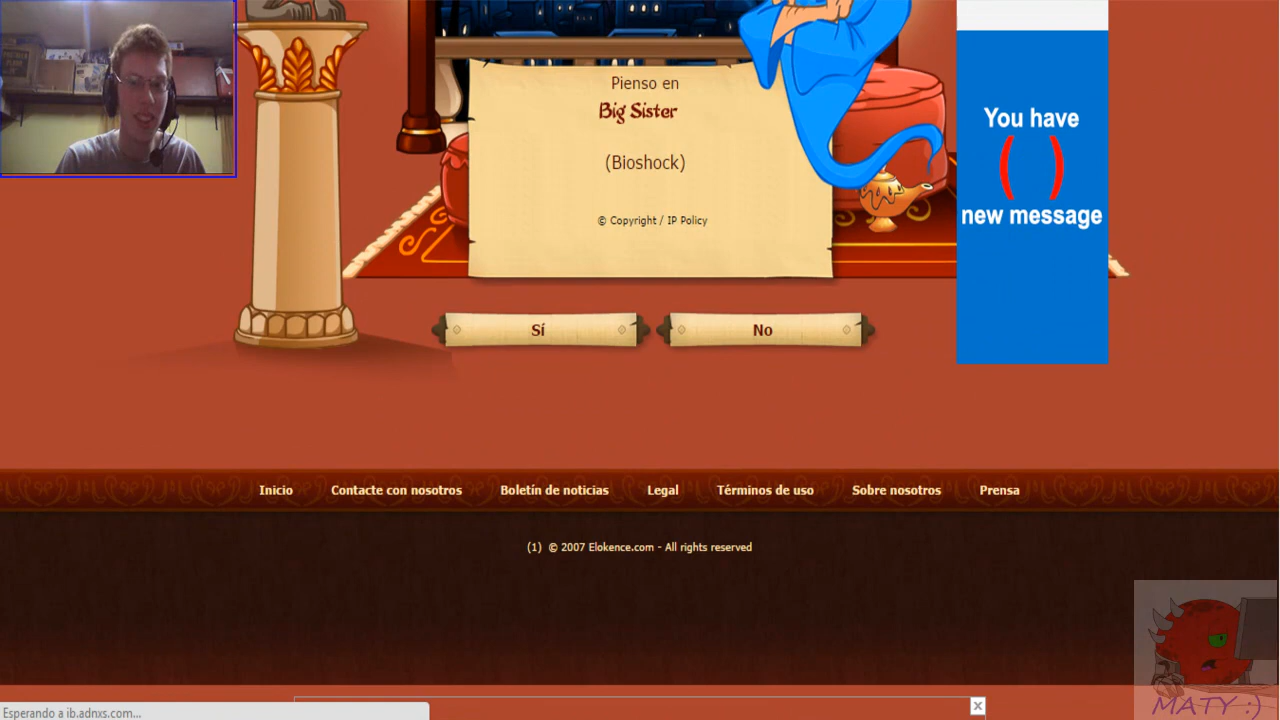 Pienso en
Big Sister
(Bioshock)
© Copyright / IP Policy
You have
( )
new message
Sí
No
Inicio
Contacte con nosotros
Boletín de noticias
Legal
Términos de uso
Sobre nosotros
Prensa
(1) © 2007 Elokence.com - All rights reserved
MATY :)
Esperando a ib.adnxs.com...